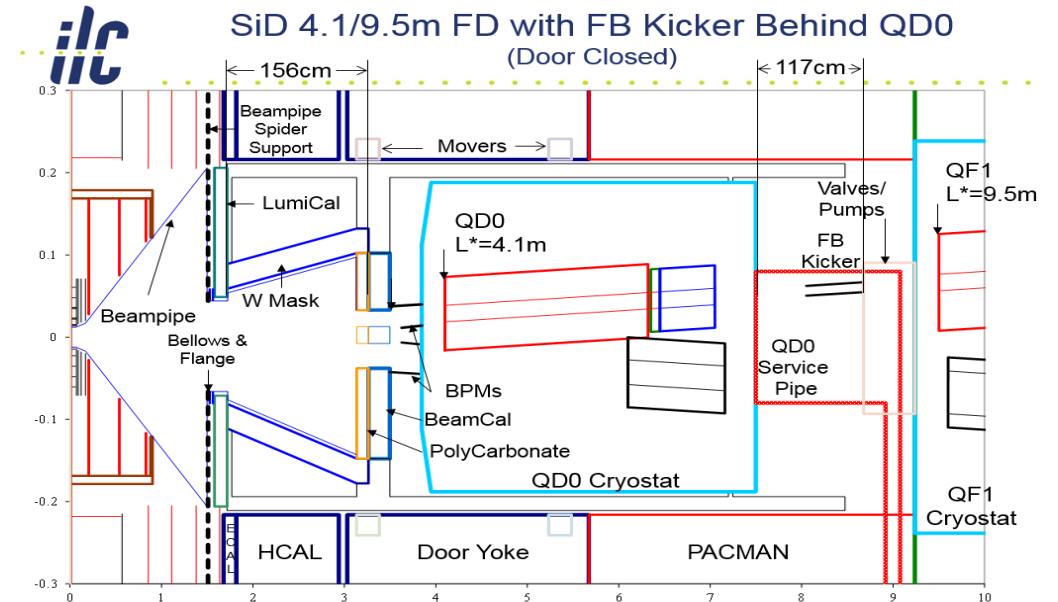 ilc
SiD 4.1/9.5m FD with FB Kicker Behind QD0
(Door Closed)
156cm
117cm
0.3
Beampipe
Spider
Support
Movers
0.2
QF1
L*=9.5m
Valves/
Pumps
LumiCal
QD0
L*=4.1m
FB
Kicker
0.1
W Mask
Beampipe
0
Bellows &
Flange
QD0
Service
Pipe
BPMs
-0.1
BeamCal
PolyCarbonate
QD0 Cryostat
-0.2
QF1
Cryostat
ECAL
HCAL
Door Yoke
PACMAN
-0.3
0
1
2
3
4
5
6
7
8
9
10